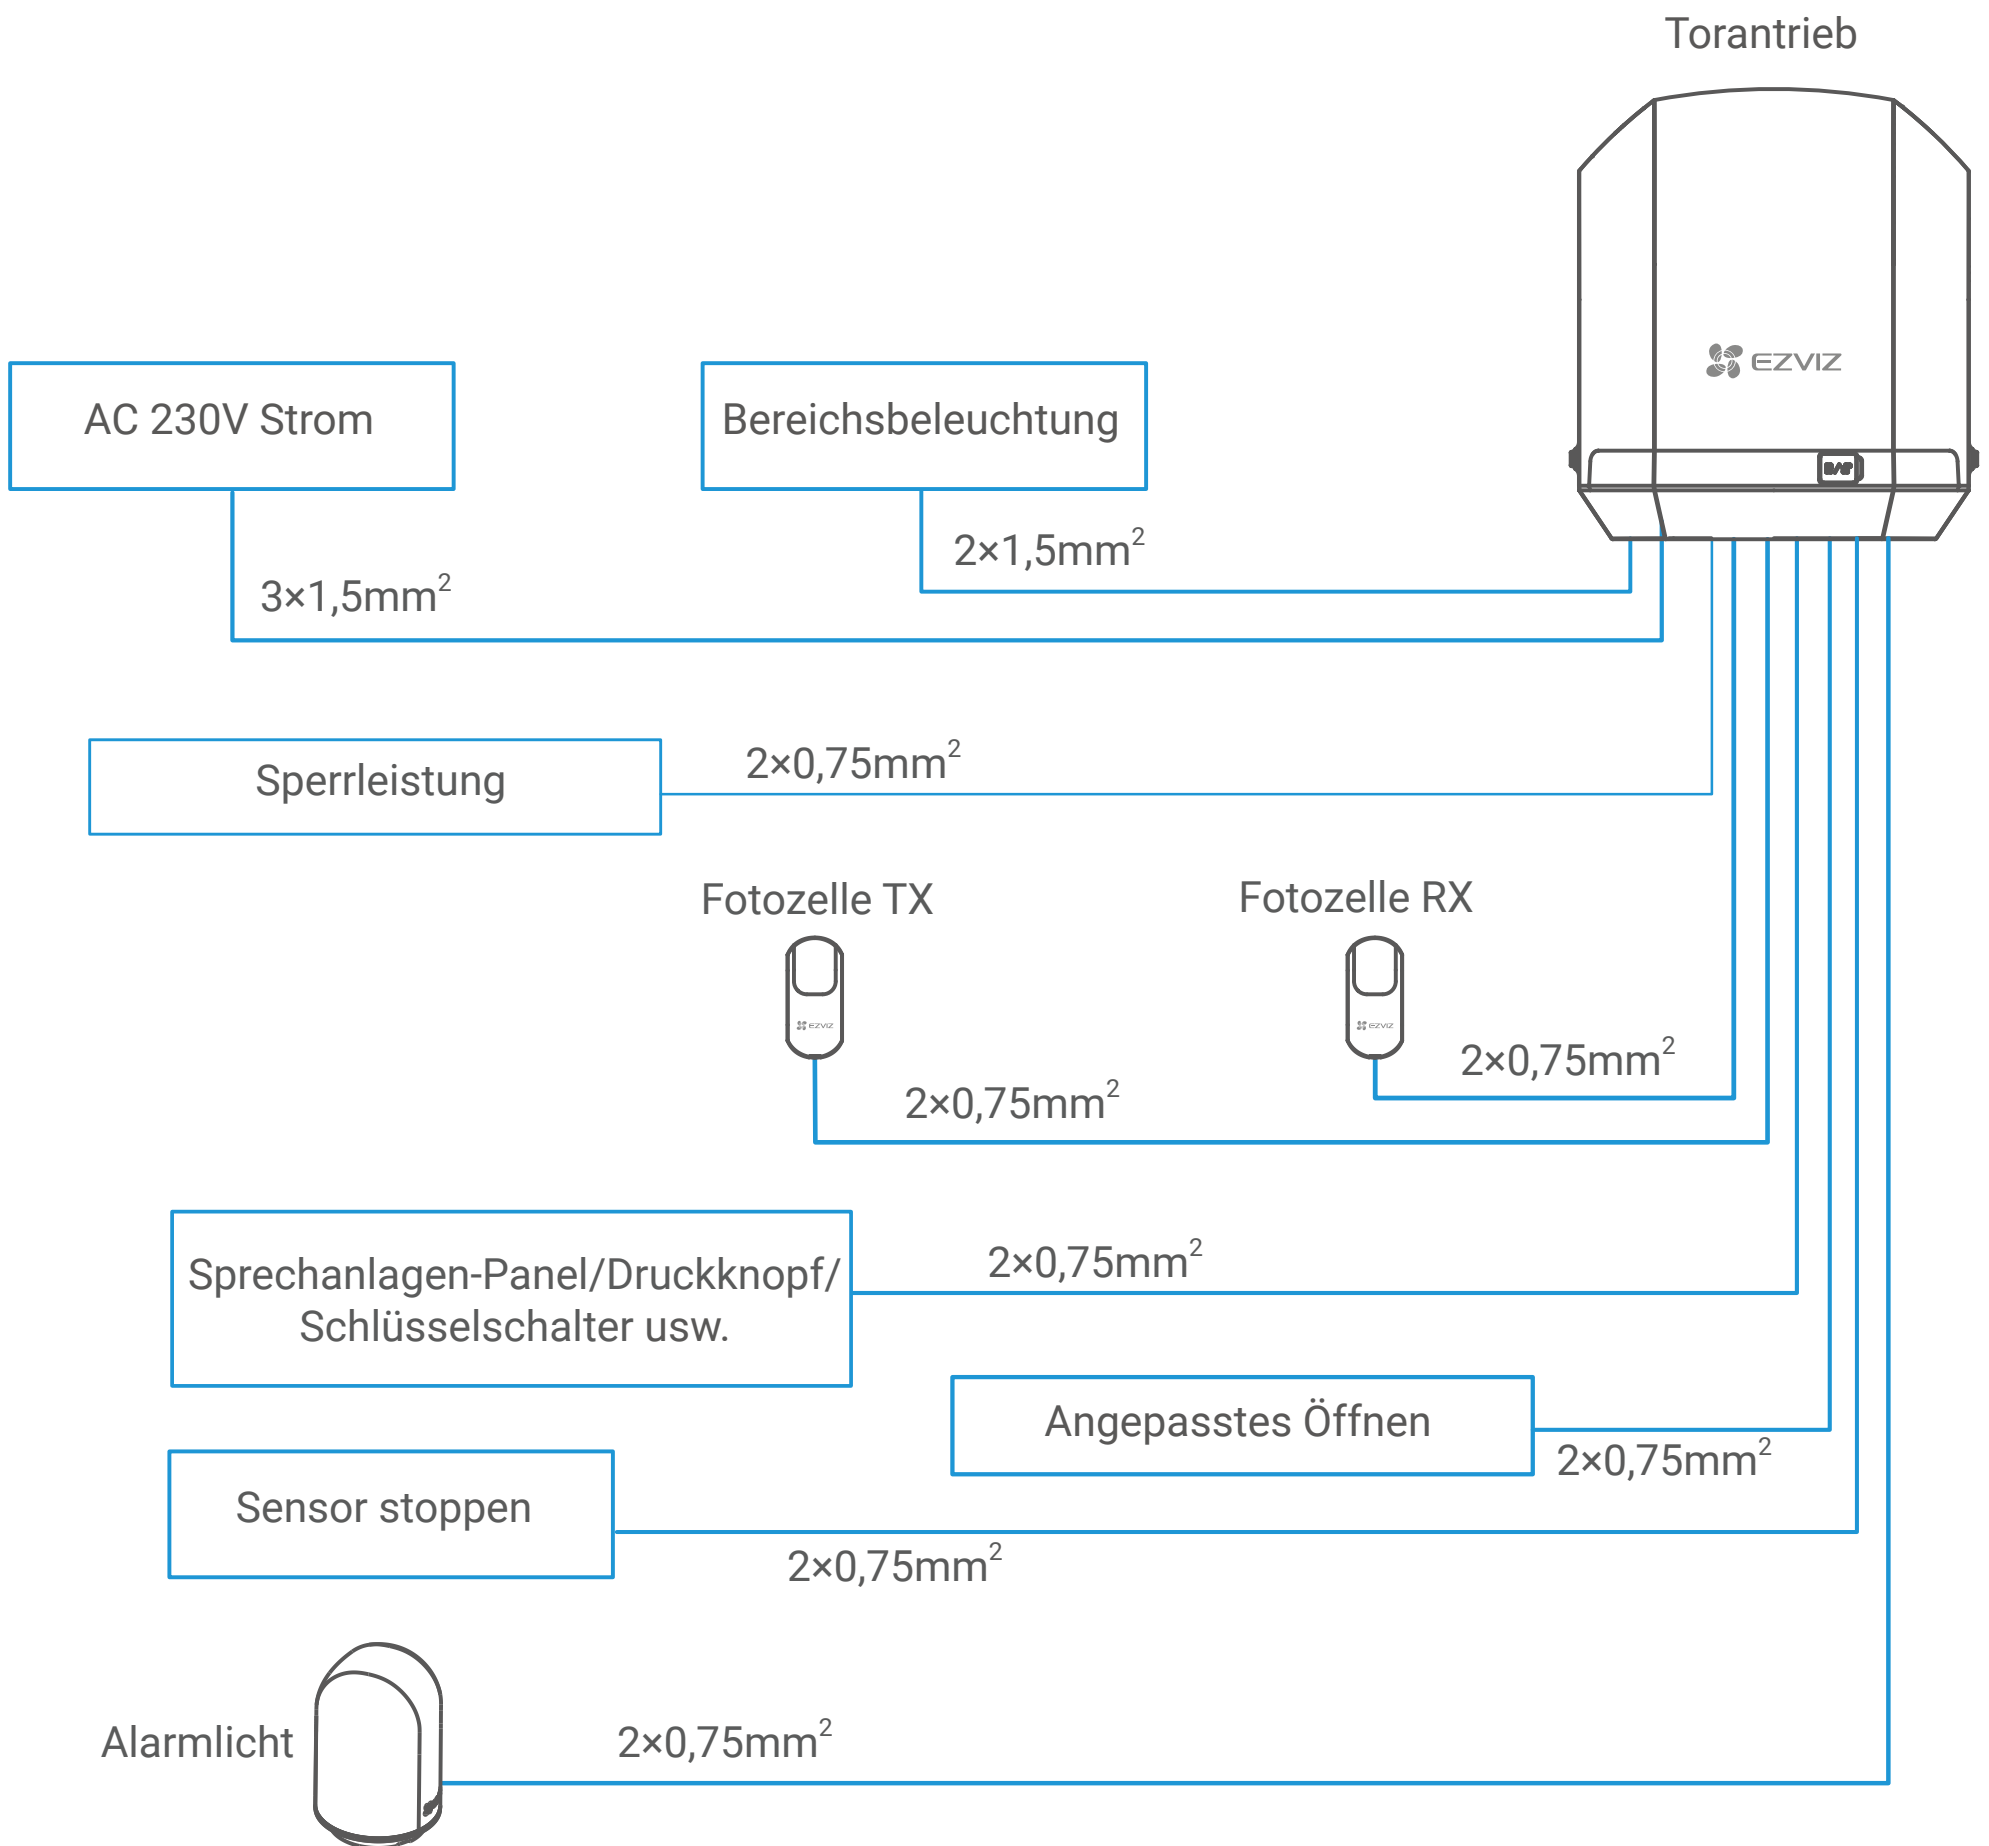 Torantrieb
EZVIZ
AC 230V Strom
Bereichsbeleuchtung
2×1,5mm²
3×1,5mm²
Sperrleistung
2×0,75mm²
Fotozelle TX
Fotozelle RX
EZVIZ
EZVIZ
2×0,75mm²
2×0,75mm²
Sprechanlagen-Panel/Druckknopf/
Schlüsselschalter usw.
2×0,75mm²
Angepasstes Öffnen
2×0,75mm²
Sensor stoppen
2×0,75mm²
Alarmlicht
2×0,75mm²